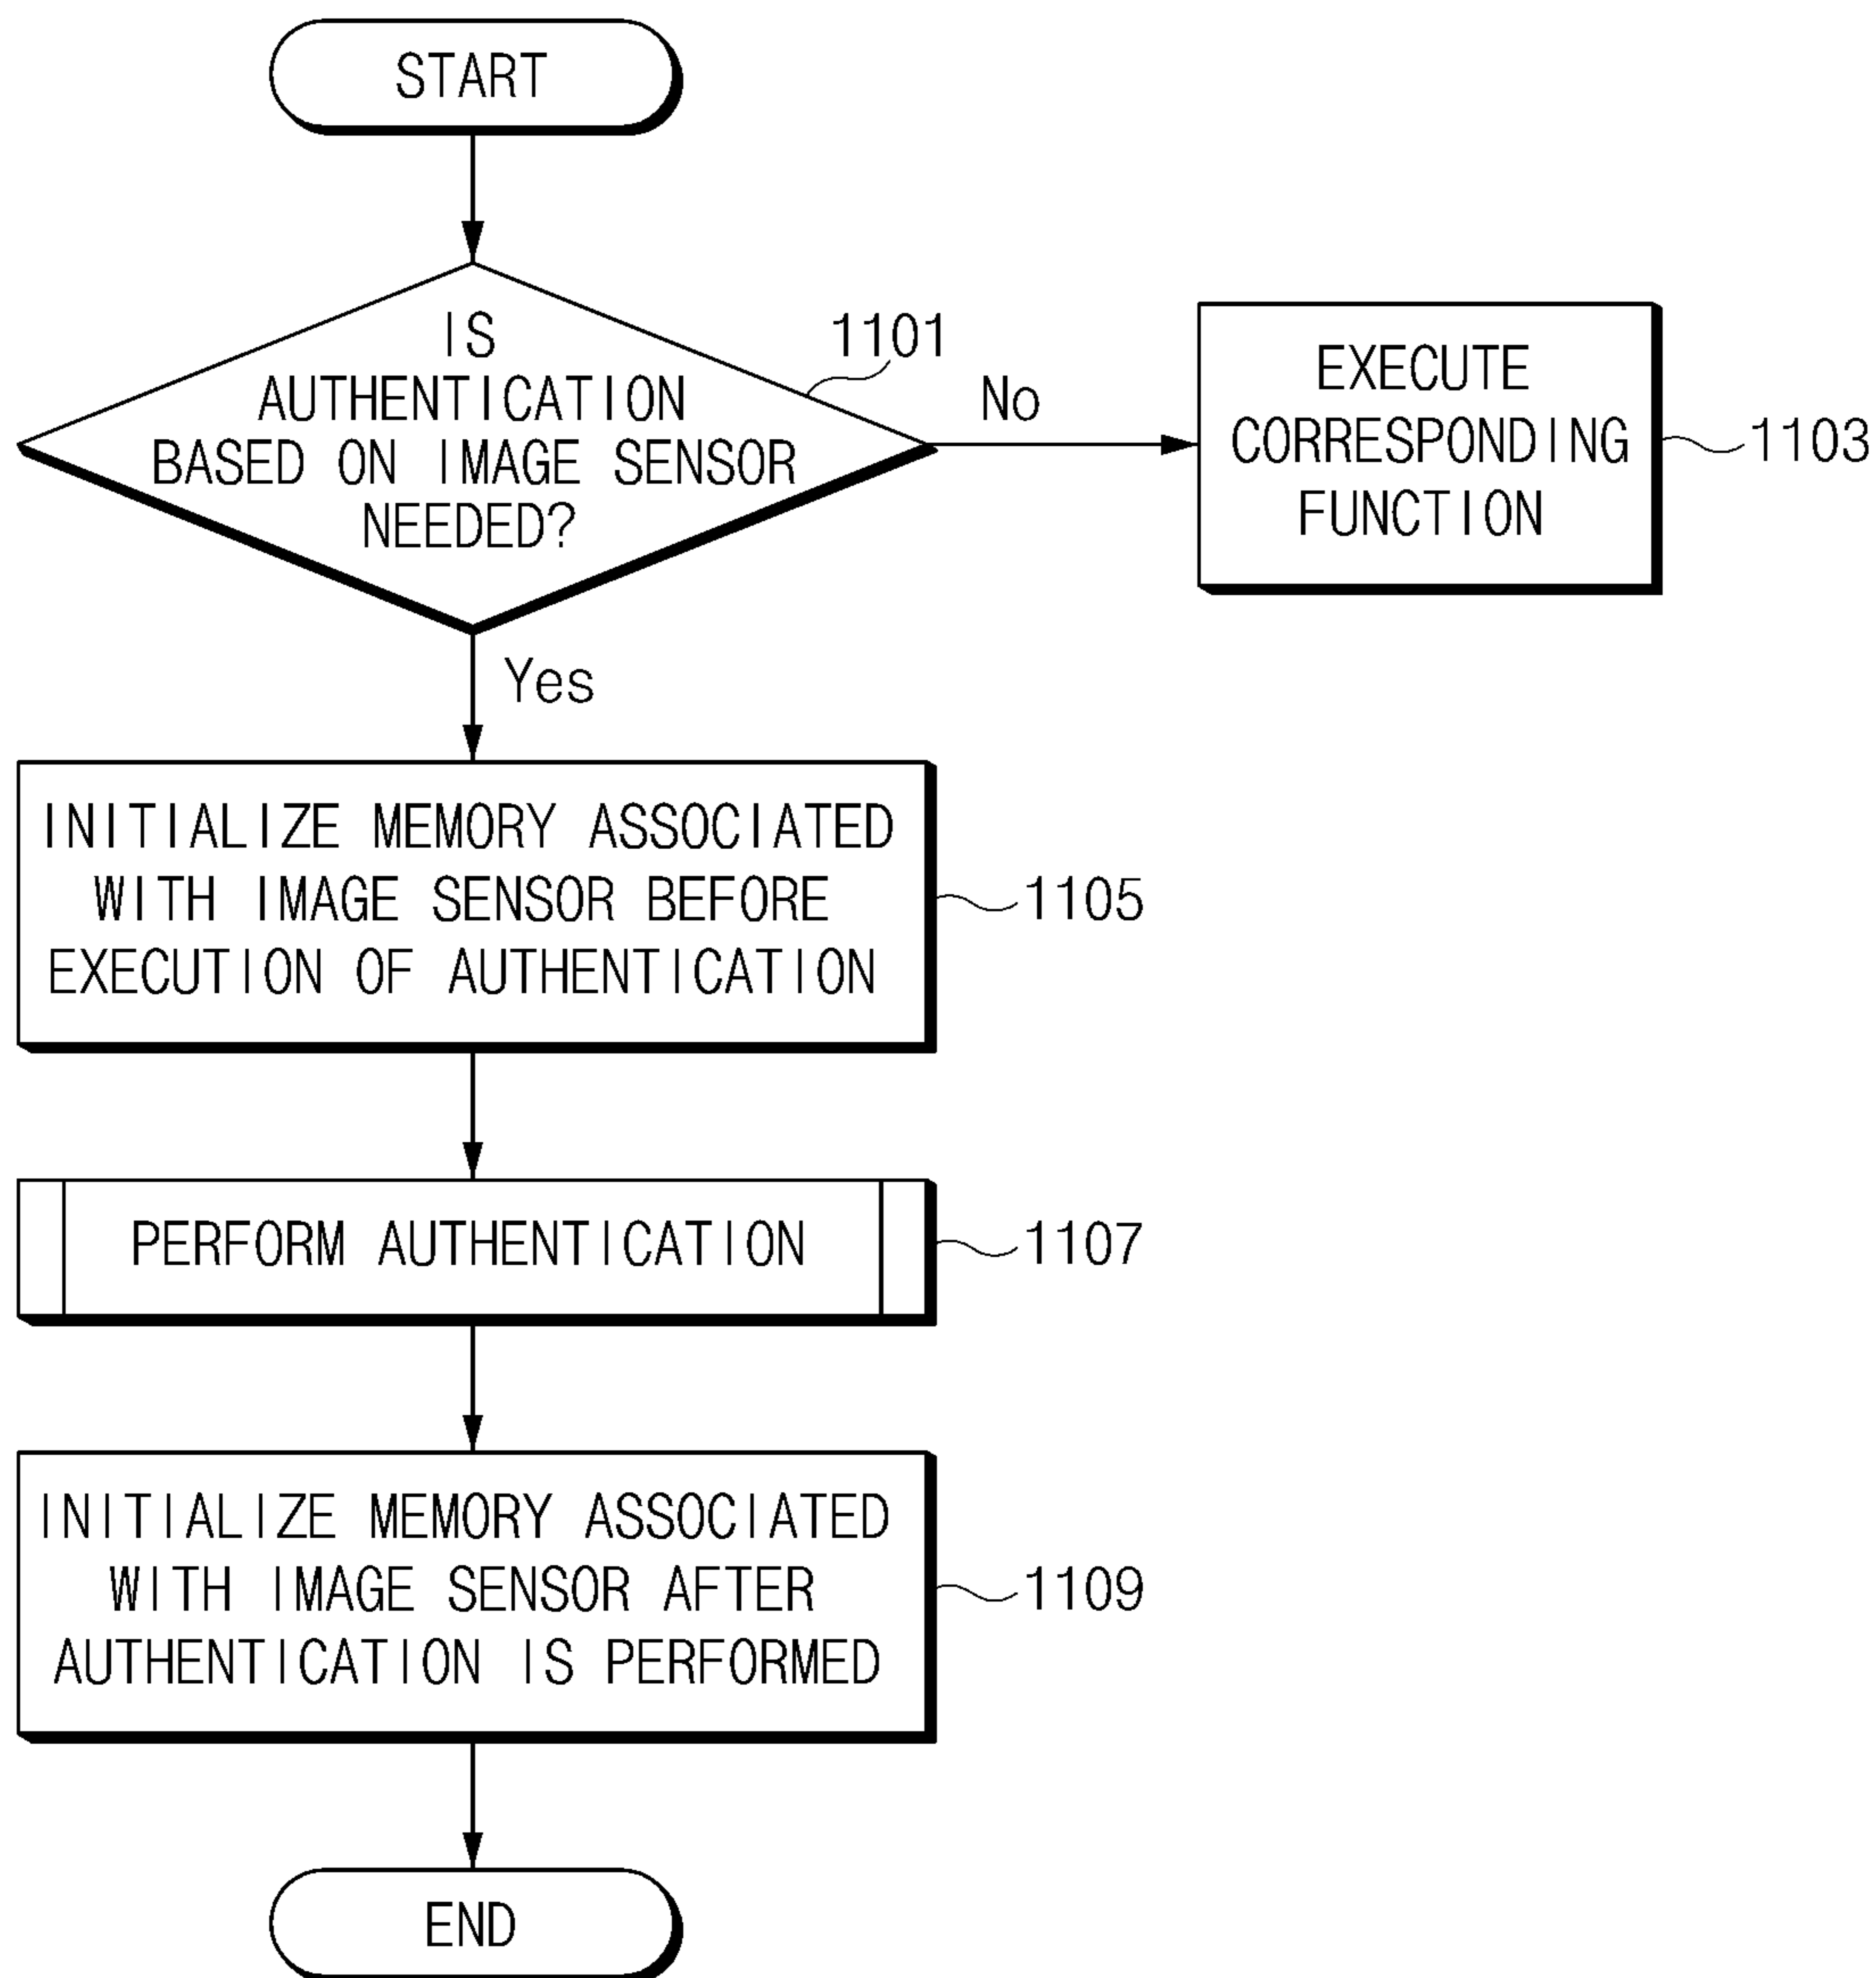 START
IS
AUTHENTICATION
BASED ON IMAGE SENSOR
NEEDED?
1101
No
EXECUTE
CORRESPONDING
FUNCTION
1103
Yes
INITIALIZE MEMORY ASSOCIATED
WITH IMAGE SENSOR BEFORE
EXECUTION OF AUTHENTICATION
1105
PERFORM AUTHENTICATION
1107
INITIALIZE MEMORY ASSOCIATED
WITH IMAGE SENSOR AFTER
AUTHENTICATION IS PERFORMED
1109
END